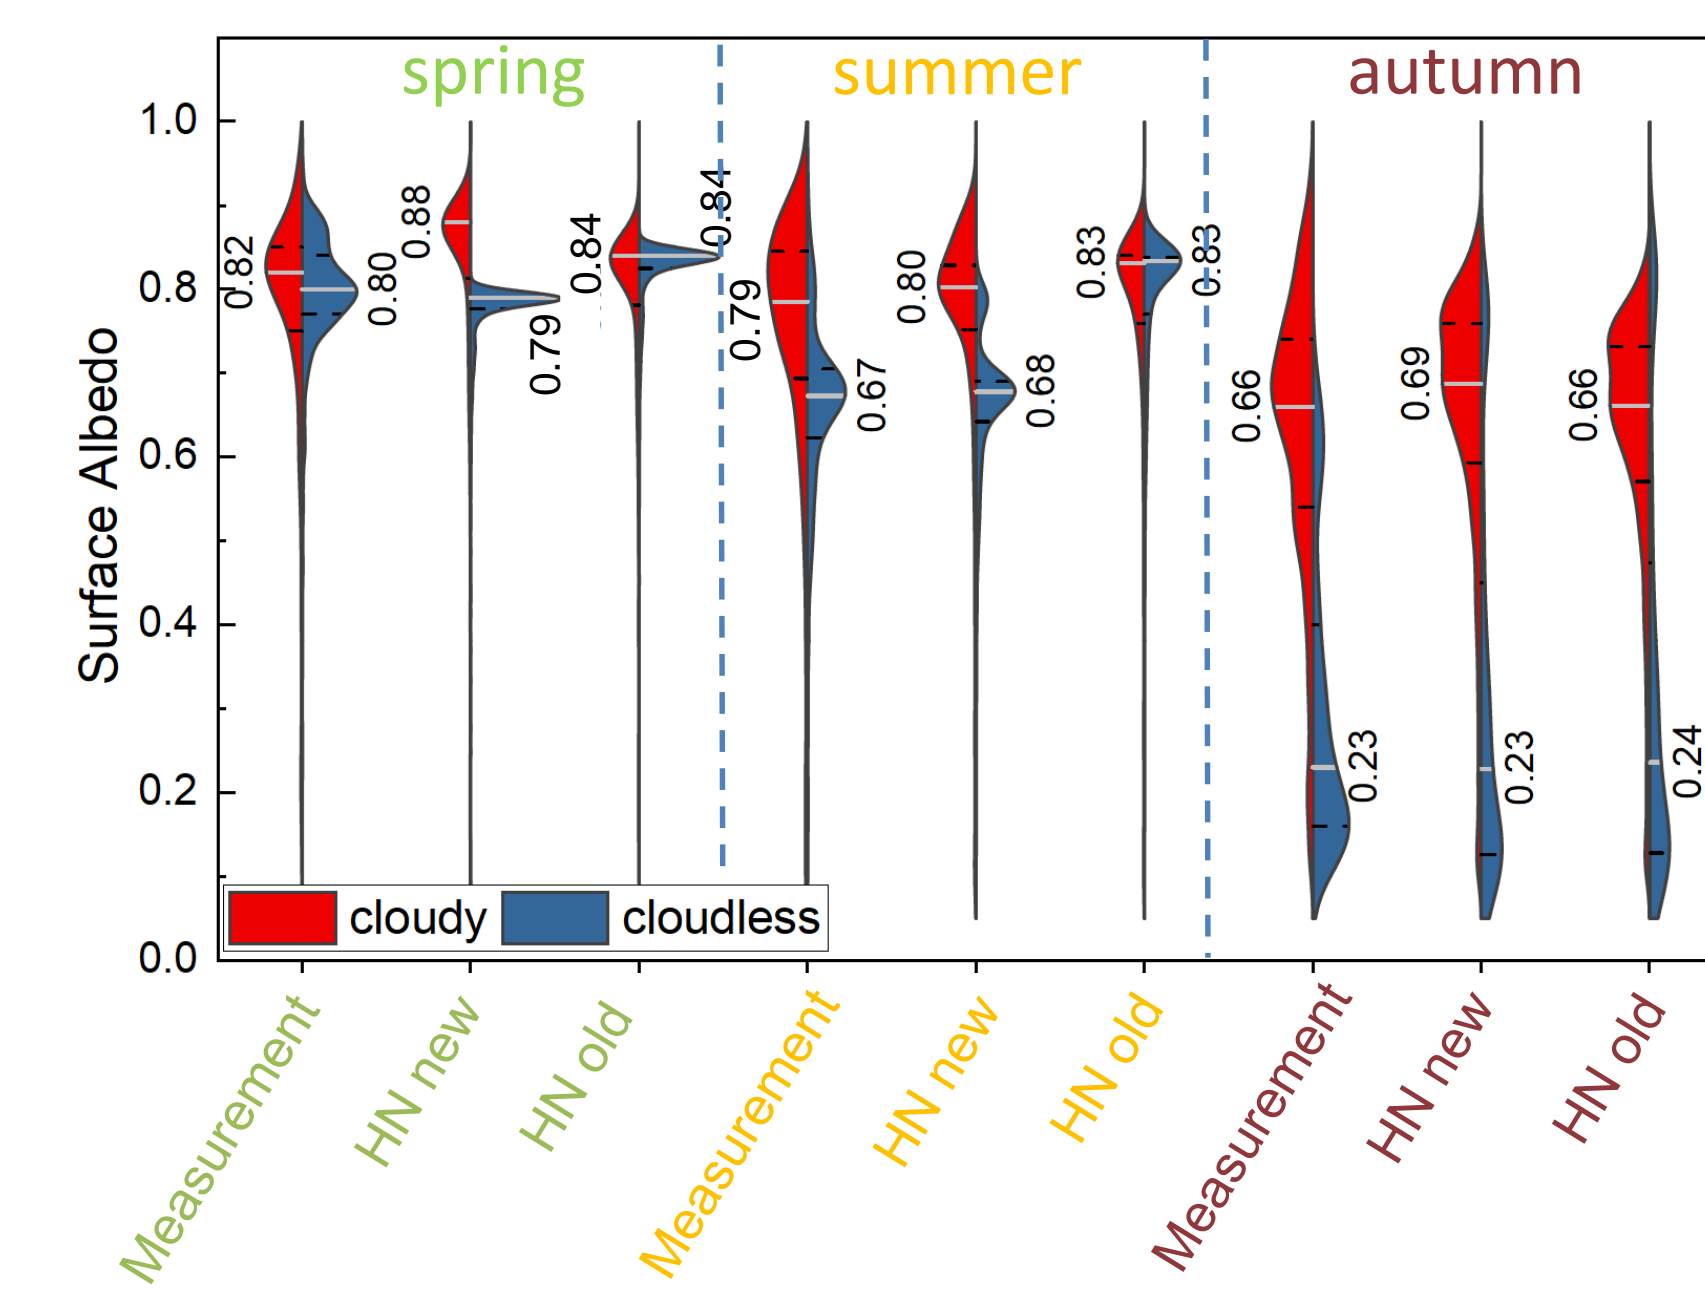 spring
summer
autumn
Surface Albedo
1.0
0.8
0.6
0.4
0.2
0.0
0.82
0.80
0.88
0.79
0.84
0.84
0.79
0.67
0.80
0.68
0.83
0.83
0.66
0.23
0.69
0.23
0.66
0.24
cloudy
cloudless
Measurement
HN new
HN old
Measurement
HN new
HN old
Measurement
HN new
HN old